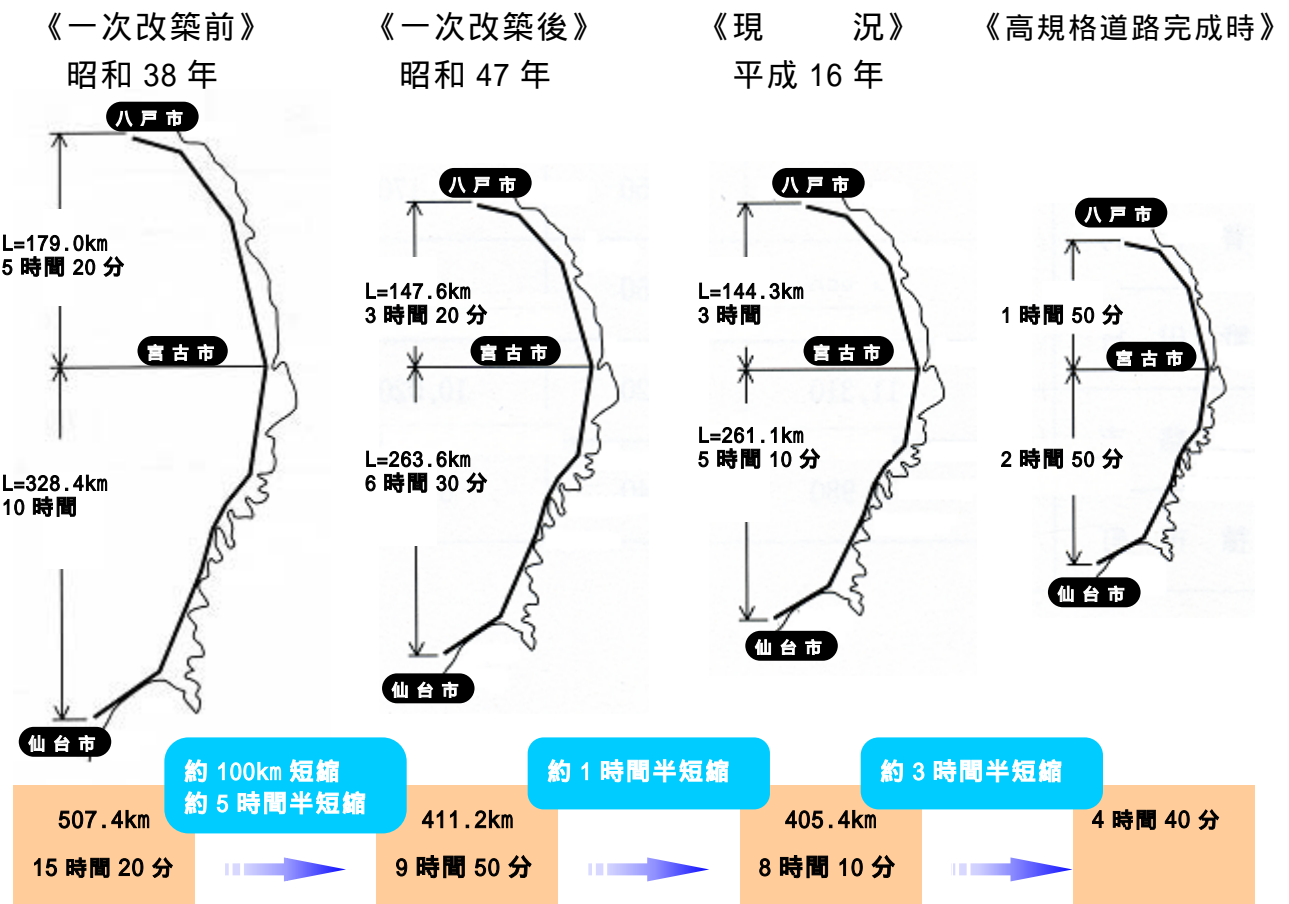 《一次改築前》
昭和 38 年
八戸市
L=179.0km
5 時間 20 分
宮古市
L=328.4km
10 時間
仙台市
《一次改築後》
昭和 47 年
八戸市
L=147.6km
3 時間 20 分
宮古市
L=263.6km
6 時間 30 分
仙台市
《現　　況》
平成 16 年
八戸市
L=144.3km
3 時間
宮古市
L=261.1km
5 時間 10 分
仙台市
《高規格道路完成時》
八戸市
1 時間 50 分
宮古市
2 時間 50 分
仙台市
507.4km
15 時間 20 分
約 100km 短縮
約 5 時間半短縮
411.2km
9 時間 50 分
約 1 時間半短縮
405.4km
8 時間 10 分
約 3 時間半短縮
4 時間 40 分